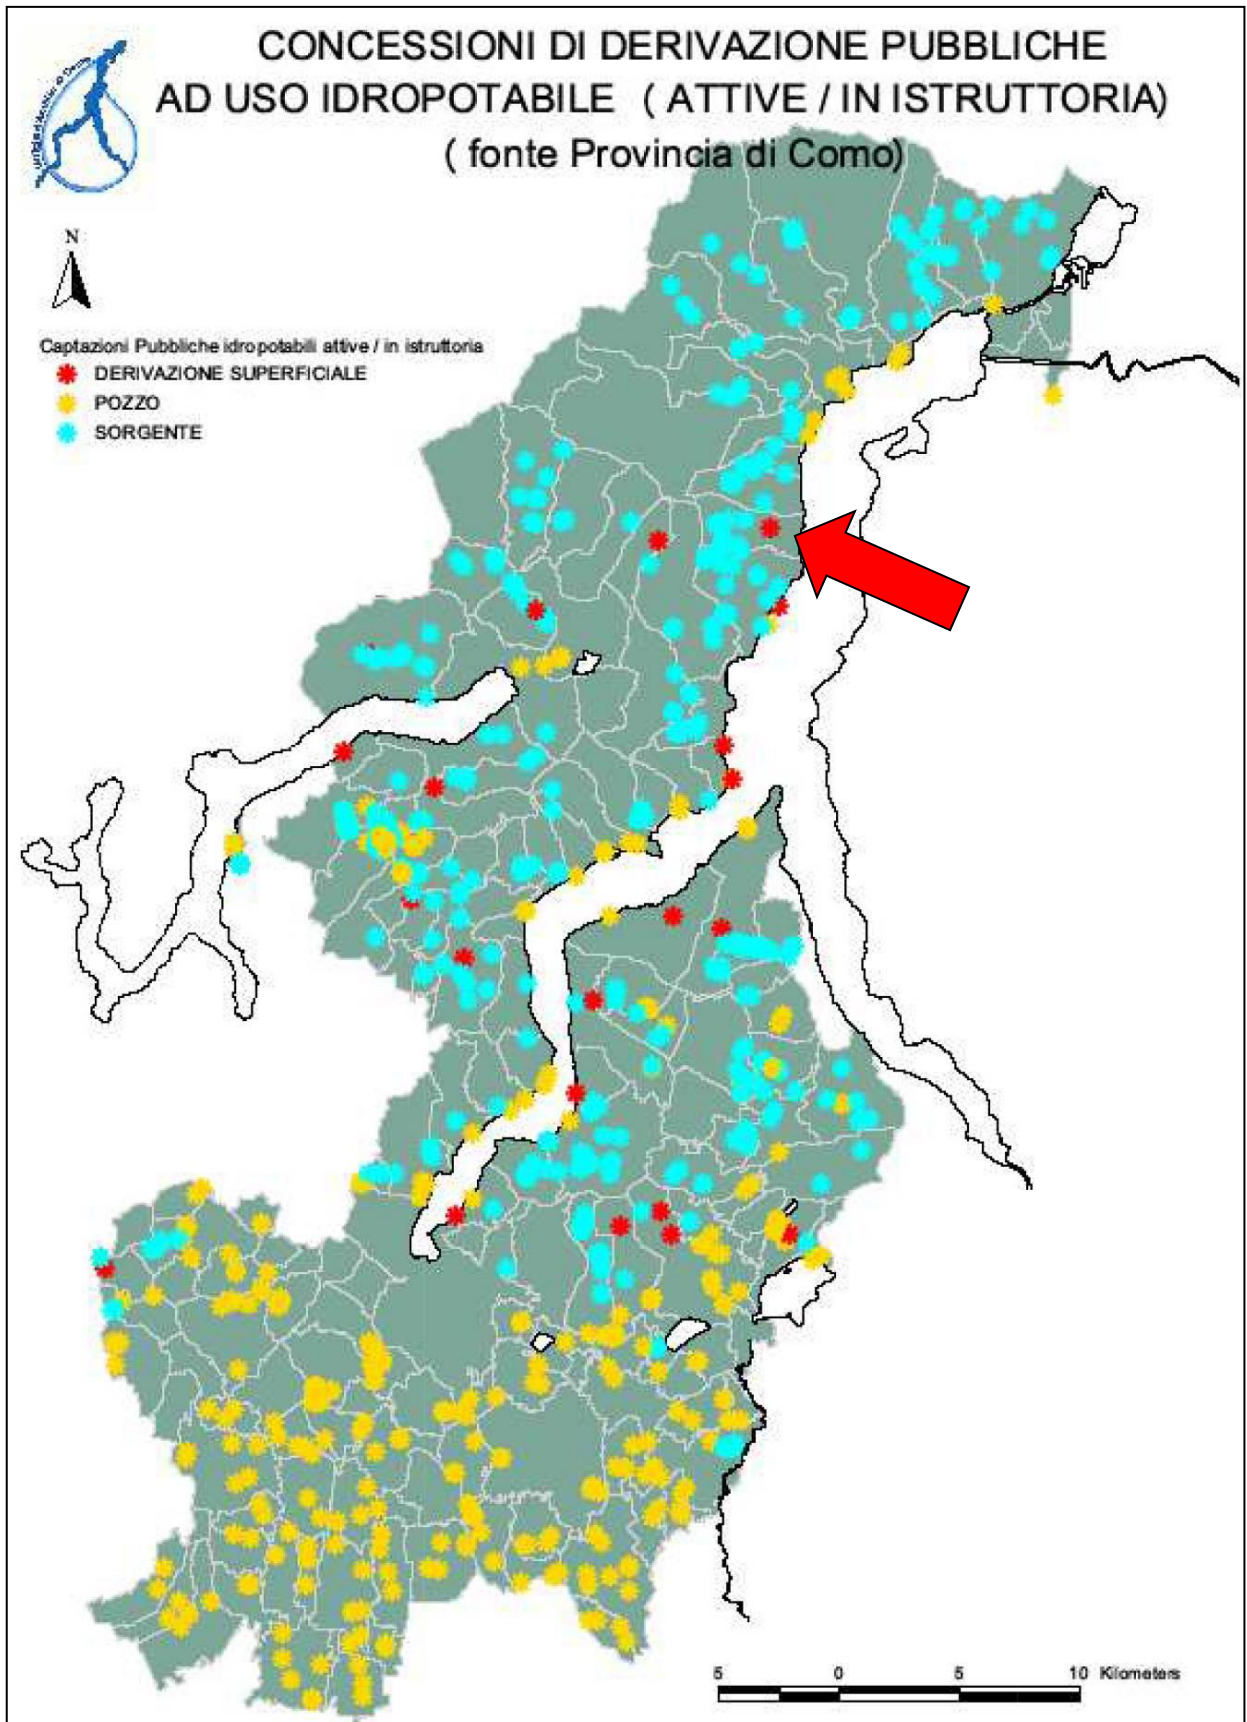 CONCESSIONI DI DERIVAZIONE PUBBLICHE
AD USO IDROPOTABILE ( ATTIVE / IN ISTRUTTORIA)
( fonte Provincia di Como)
N
Captazioni Pubbliche idropotabili attive / in istruttoria
DERIVAZIONE SUPERFICIALE
POZZO
SORGENTE
5 0 5 10 Kilometers